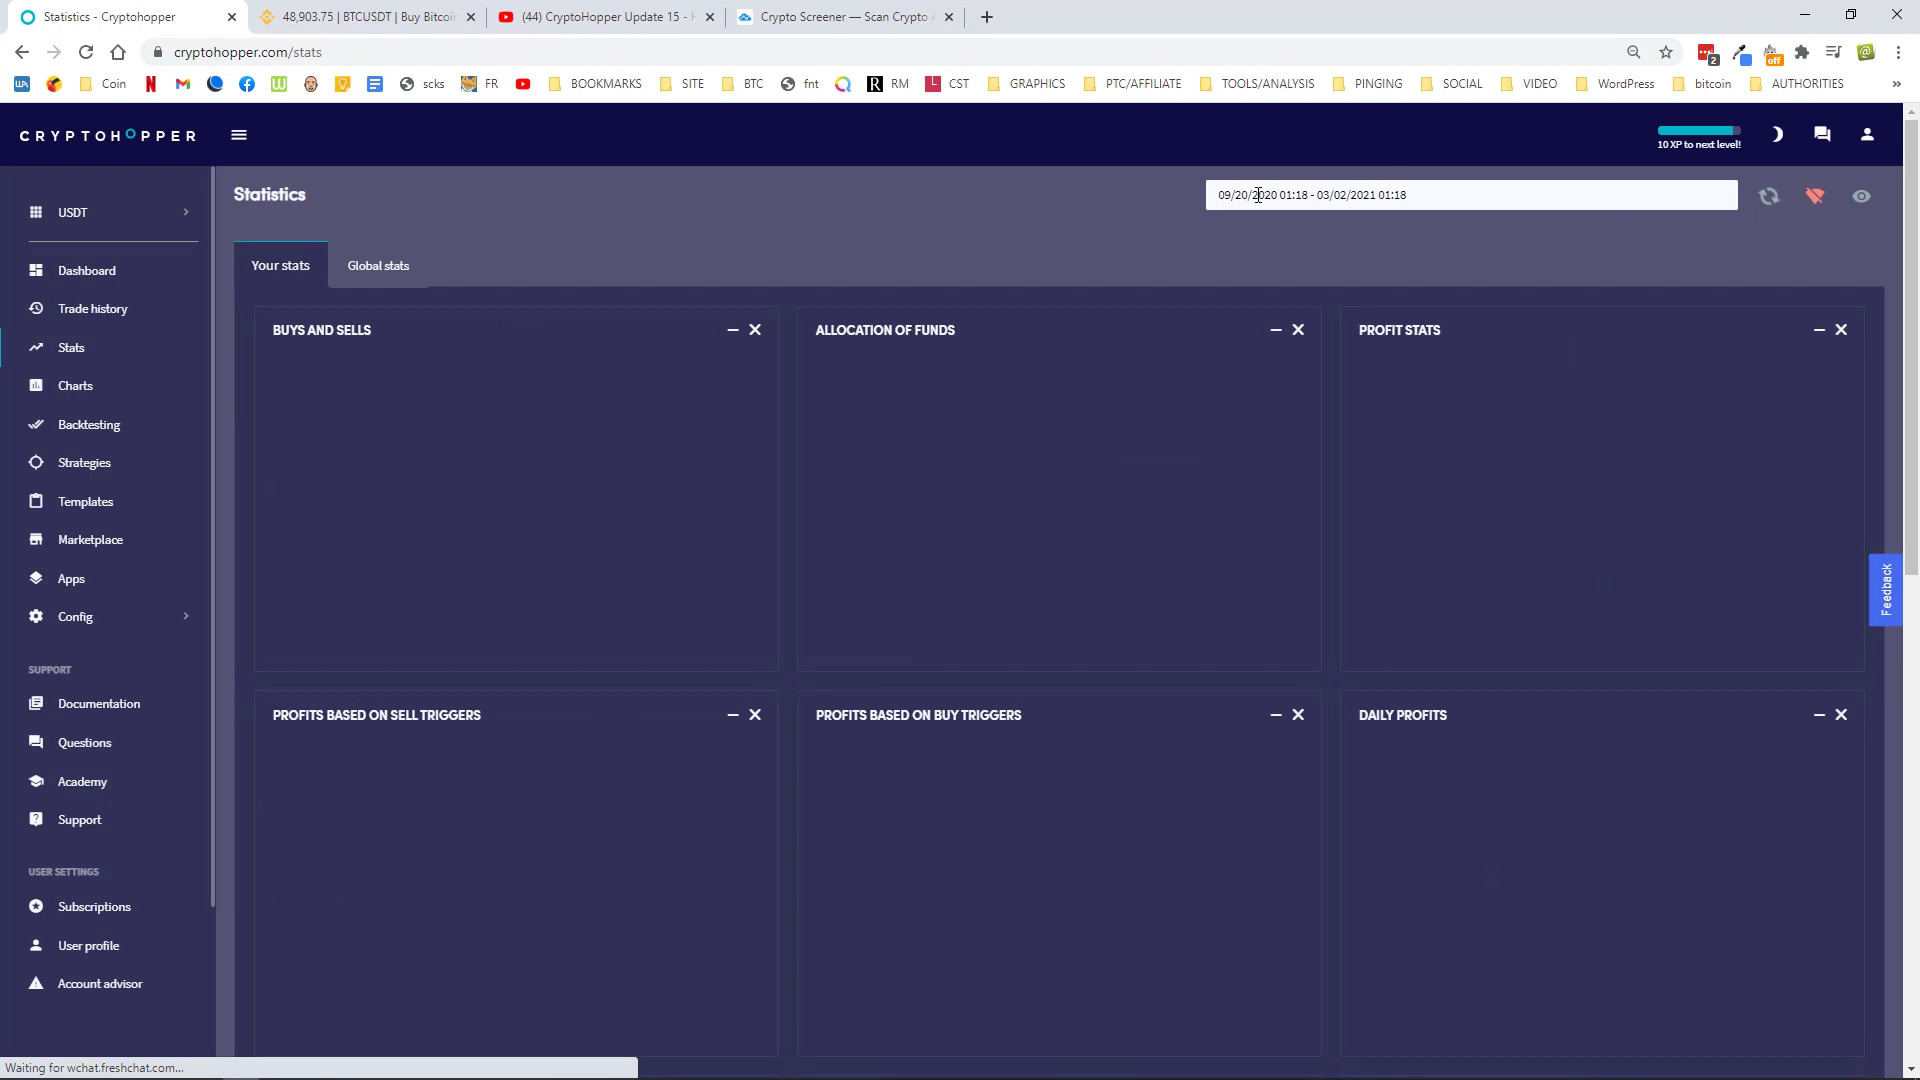 Statistics - Cryptohopper
48,903.75 | BTCUSDT | Buy Bitcoin
(44) CryptoHopper Update 15 - H
Crypto Screener — Scan Crypto
cryptohopper.com/stats
2
off
Coin
scks
FR
BOOKMARKS
SITE
BTC
fnt
RM
CST
GRAPHICS
PTC/AFFILIATE
TOOLS/ANALYSIS
PINGING
SOCIAL
VIDEO
WordPress
bitcoin
AUTHORITIES
CRYPTOHOPPER
10 XP to next level!
USDT
Dashboard
Trade history
Stats
Charts
Backtesting
Strategies
Templates
Marketplace
Apps
Config
SUPPORT
Documentation
Questions
Academy
Support
USER SETTINGS
Subscriptions
User profile
Account advisor
Statistics
09/20/2020 01:18 - 03/02/2021 01:18
Your stats
Global stats
BUYS AND SELLS
ALLOCATION OF FUNDS
PROFIT STATS
PROFITS BASED ON SELL TRIGGERS
PROFITS BASED ON BUY TRIGGERS
DAILY PROFITS
Feedback
Waiting for wchat.freshchat.com...